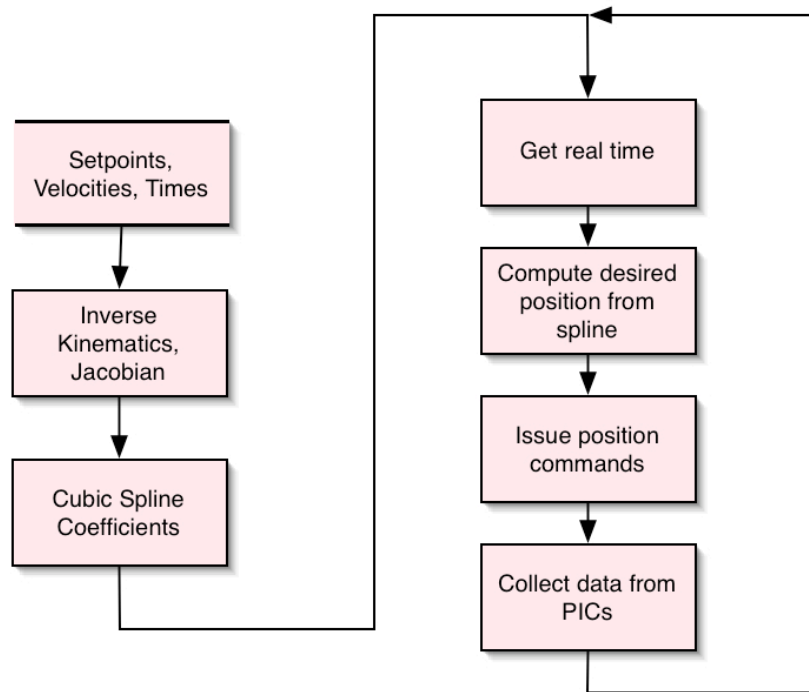 Setpoints,
Velocities, Times
Inverse
Kinematics,
Jacobian
Cubic Spline
Coefficients
Get real time
Compute desired
position from
spline
Issue position
commands
Collect data from
PICs